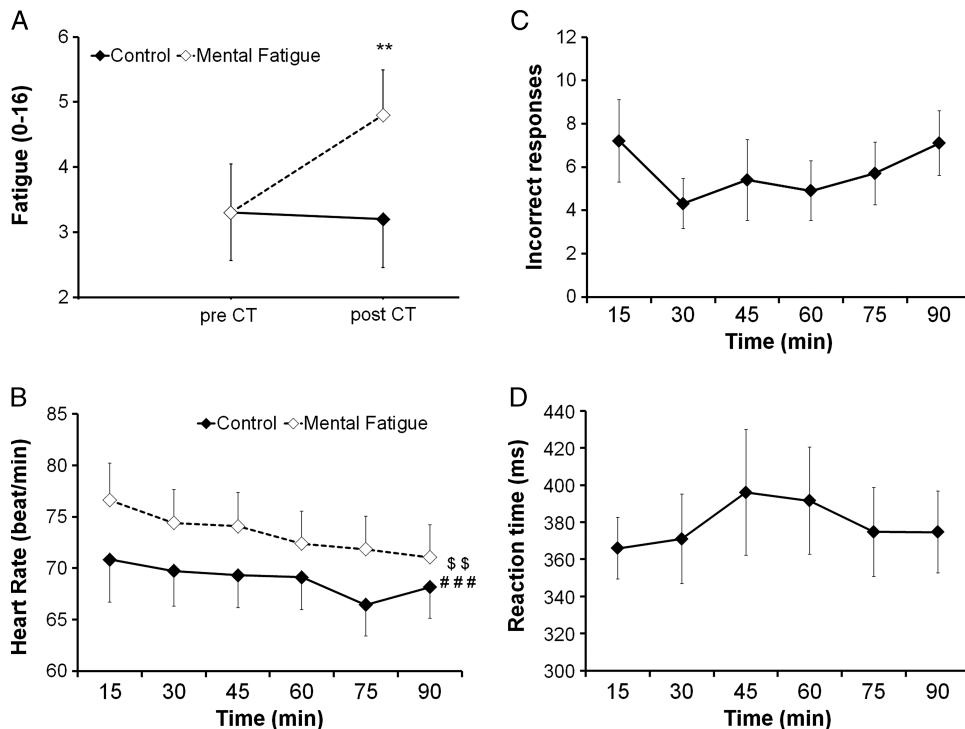 A
Fatigue (0-16)
6
5
4
3
2
Control Mental Fatigue
**
pre CT post CT
B
Heart Rate (beat/min)
85
80
75
70
65
60
Control Mental Fatigue
$ $
# # #
15 30 45 60 75 90
Time (min)
C
Incorrect responses
12
10
8
6
4
2
0
15 30 45 60 75 90
Time (min)
D
Reaction time (ms)
440
420
400
380
360
340
320
300
15 30 45 60 75 90
Time (min)